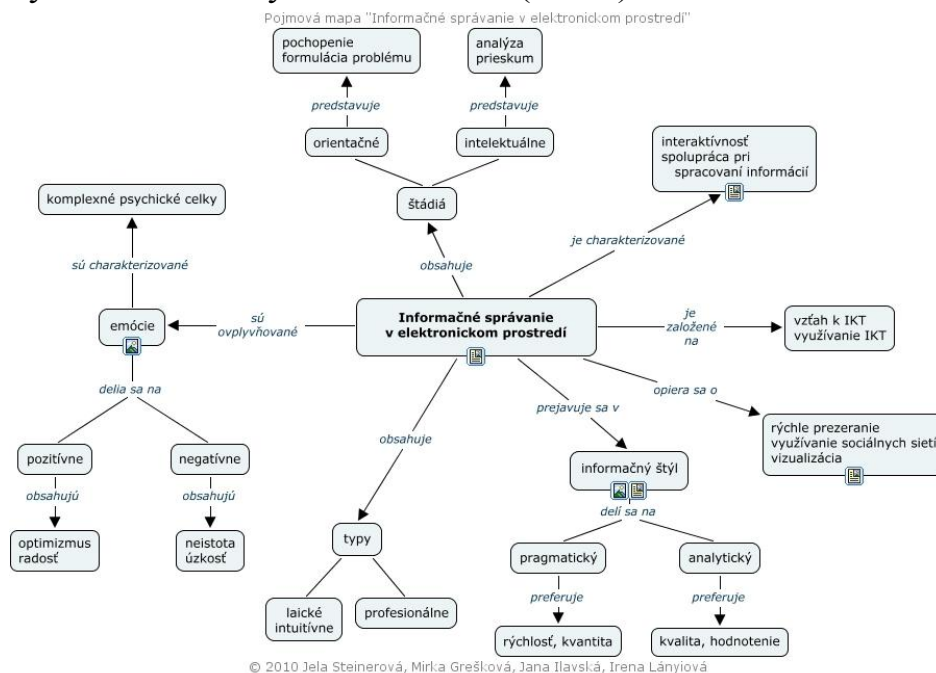 Pojmová mapa "Informačné správanie v elektronickom prostredí"
pochopenie
formulácia problému
analýza
prieskum
predstavuje
predstavuje
orientačné
intelektuálne
interaktívnosť
spolupráca pri
spracovaní informácií
komplexné psychické celky
štádiá
je charakterizované
sú charakterizované
obsahuje
emócie
sú
ovplyvňované
Informačné správanie
v elektronickom prostredí
je
založené
na
vzťah k IKT
využívanie IKT
delia sa na
prejavuje sa v
opiera sa o
rýchle prezeranie
využívanie sociálnych sietí
vizualizácia
obsahuje
pozitívne
negatívne
informačný štýl
obsahujú
obsahujú
delí sa na
optimizmus
radosť
neistota
úzkosť
typy
pragmatický
analytický
laické
intuitívne
profesionálne
preferuje
preferuje
rýchlosť, kvantita
kvalita, hodnotenie
© 2010 Jela Steinerová, Mirka Grešková, Jana Ilavská, Irena Lányiová